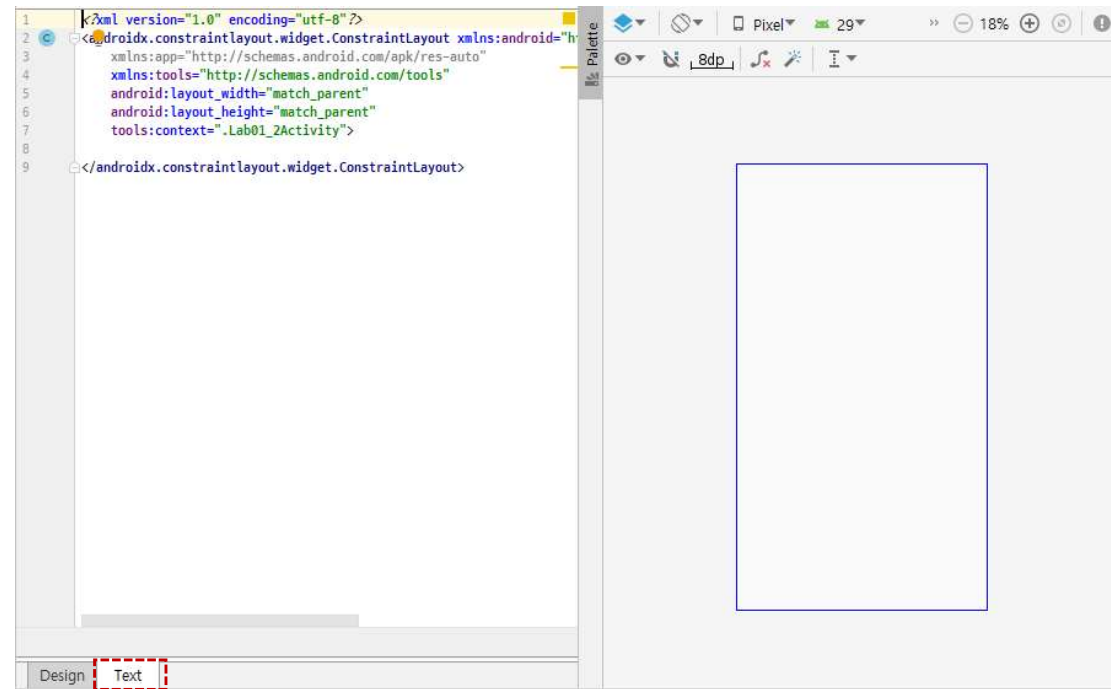 1 <?xml version="1.0" encoding="utf-8"?>
2 <androidx.constraintlayout.widget.ConstraintLayout xmlns:android="h
3 xmlns:app="http://schemas.android.com/apk/res-auto"
4 xmlns:tools="http://schemas.android.com/tools"
5 android:layout_width="match_parent"
6 android:layout_height="match_parent"
7 tools:context=".Lab01_2Activity">
8
9 </androidx.constraintlayout.widget.ConstraintLayout>
Design Text
Palette
Pixel 29 18%
8dp